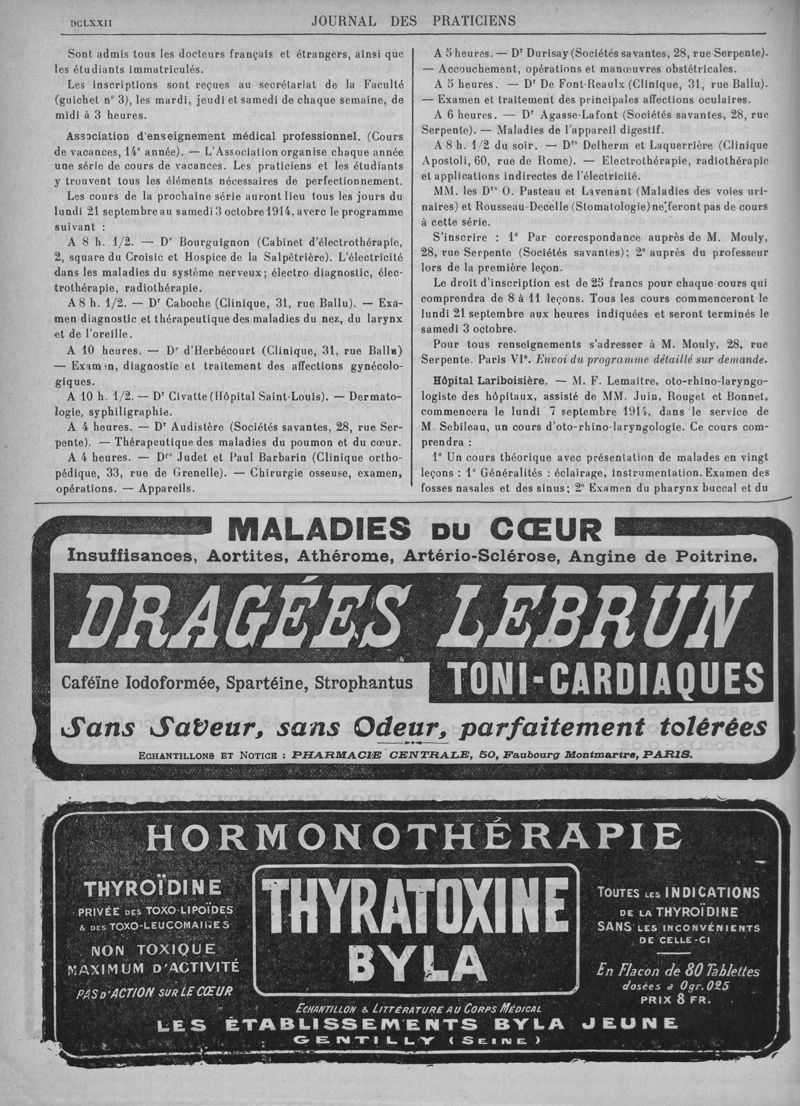 DCLXXII
JOURNAL DES PRATICIENS
Sont admis tous les docteurs français et étrangers, ainsi que
les étudiants immatriculés.
Les inscriptions sont reçues au secrétariat de la Faculté
(guichet n° 3), les mardi, jeudi et samedi de chaque semaine, de
midi à 3 heures.
Association d'enseignement médical professionnel. (Cours
de vacances, 14e année). — L'Association organise chaque année
une série de cours de vacances. Les praticiens et les étudiants
y trouvent tous les éléments nécessaires de perfectionnement.
Les cours de la prochaine série auront lieu tous les jours du
lundi 21 septembre au samedi 3 octobre 1914, averc le programme
suivant :
A 8 h. 1/2. — Dr Bourguignon (Cabinet d'électrothérapie,
2, square du Croisic et Hospice de la Salpêtrière). L'électricité
dans les maladies du système nerveux; électro diagnostic, élec-
trothérapie, radiothérapie.
A 8 h. 1/2. — Dr Caboche (Clinique, 31, rue Ballu). — Exa-
men diagnostic et thérapeutique des maladies du nez, du larynx
et de l'oreille.
A 10 heures. — Dr d'Herbécourt (Clinique, 31, rue Ballu)
— Examen, diagnostic et traitement des affections gynécolo-
giques.
A 10 h. 1/2. — Dr Civatte (Hôpital Saint-Louis). — Dermato-
logie, syphiligraphie.
A 4 heures. — Dr Audistère (Sociétés savantes, 28, rue Ser-
pente). — Thérapeutique des maladies du poumon et du cœur.
A 4 heures. — Drs Judet et Paul Barbarin (Clinique ortho-
pédique, 33, rue de Grenelle). — Chirurgie osseuse, examen,
opérations. — Appareils.
A 5 heures. — Dr Durisay (Sociétés savantes, 28, rue Serpente).
— Accouchement, opérations et manœuvres obstétricales.
A 5 heures. — Dr De Font-Reaulx (Clinique, 31, rue Ballu).
— Examen et traitement des principales affections oculaires.
A 6 heures. — Dr Agasse-Lafont (Sociétés savantes, 28, rue
Serpente). — Maladies de l'appareil digestif.
A 8 h. 1/2 du soir. — Drs Delherm et Laquerrière (Clinique
Apostoli, 60, rue de Rome). — Electrothérapie, radiothérapie
et applications indirectes de l'électricité.
MM. les Drs O. Pasteau et Lavenant (Maladies des voies uri-
naires) et Rousseau-Decelle (Stomatologie) ne feront pas de cours
à cette série.
S'inscrire : 1° Par correspondance auprès de M. Mouly,
28, rue Serpente (Sociétés savantes); 2° auprès du professeur
lors de la première leçon.
Le droit d'inscription est de 25 francs pour chaque cours qui
comprendra de 8 à 11 leçons. Tous les cours commenceront le
lundi 21 septembre aux heures indiquées et seront terminés le
samedi 3 octobre.
Pour tous renseignements s'adresser à M. Mouly, 28, rue
Serpente. Paris VIe. Envoi du programme détaillé sur demande.
Hôpital Lariboisière. — M. F. Lemaitre, oto-rhino-laryngo-
logiste des hôpitaux, assisté de MM. Juin, Rouget et Bonnet,
commencera le lundi 7 septembre 1914, dans le service de
M. Sebileau, un cours d'oto-rhino-laryngologie. Ce cours com-
prendra :
1° Un cours théorique avec présentation de malades en vingt
leçons : 1° Généralités : éclairage, instrumentation. Examen des
fosses nasales et des sinus; 2° Examen du pharynx buccal et du
MALADIES DU CŒUR
Insuffisances, Aortites, Athérome, Artério-Sclérose, Angine de Poitrine.
DRAGÉES LEBRUN
TONI-CARDIAQUES
Caféïne Iodoformée, Spartéine, Strophantus
Sans Saveur, sans Odeur, parfaitement tolérées
ECHANTILLONS ET NOTICE : PHARMACIE CENTRALE, 50, Faubourg Montmartre, PARIS.
HORMONOTHÉRAPIE
THYROÏDINE
PRIVÉE DES TOXO-LIPOÏDES
& DES TOXO-LEUCOMAÏNES
NON TOXIQUE
MAXIMUM D'ACTIVITÉ
PAS D'ACTION SUR LE CŒUR
THYRATOXINE
BYLA
TOUTES LES INDICATIONS
DE LA THYROÏDINE
SANS LES INCONVÉNIENTS
DE CELLE-CI
En Flacon de 80 Tablettes
dosées à 0gr.025
PRIX 8 FR.
ECHANTILLON & LITTÉRATURE AU CORPS MÉDICAL
LES ÉTABLISSEMENTS BYLA JEUNE
GENTILLY (SEINE)